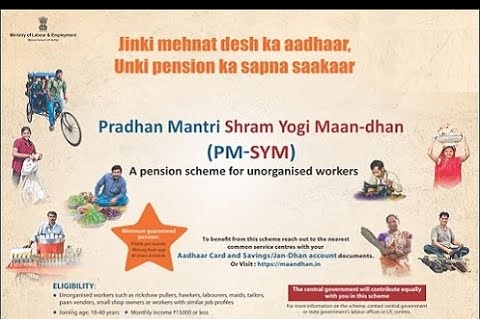 Ministry of Labour & Employment
Jinki mehnat desh ka aadhaar,
Unki pension ka sapna saakaar
Pradhan Mantri Shram Yogi Maan-dhan
(PM-SYM)
A pension scheme for unorganised workers
Minimum guaranteed
pension:
₹3000 per month
To benefit from this scheme reach out to the nearest
common service centres with your
Aadhaar Card and Savings/Jan-Dhan account documents.
Or Visit : https://maandhan.in
ELIGIBILITY:
Unorganised workers such as rickshaw pullers, hawkers, labourers, maids, tailors,
paan vendors, small shop owners or workers with similar job profiles
Joining age: 18-40 years
Monthly income ₹15000 or less
The central government will contribute equally
with you in this scheme
For more information on the scheme, contact central government
or state government's labour offices or LIC centres.